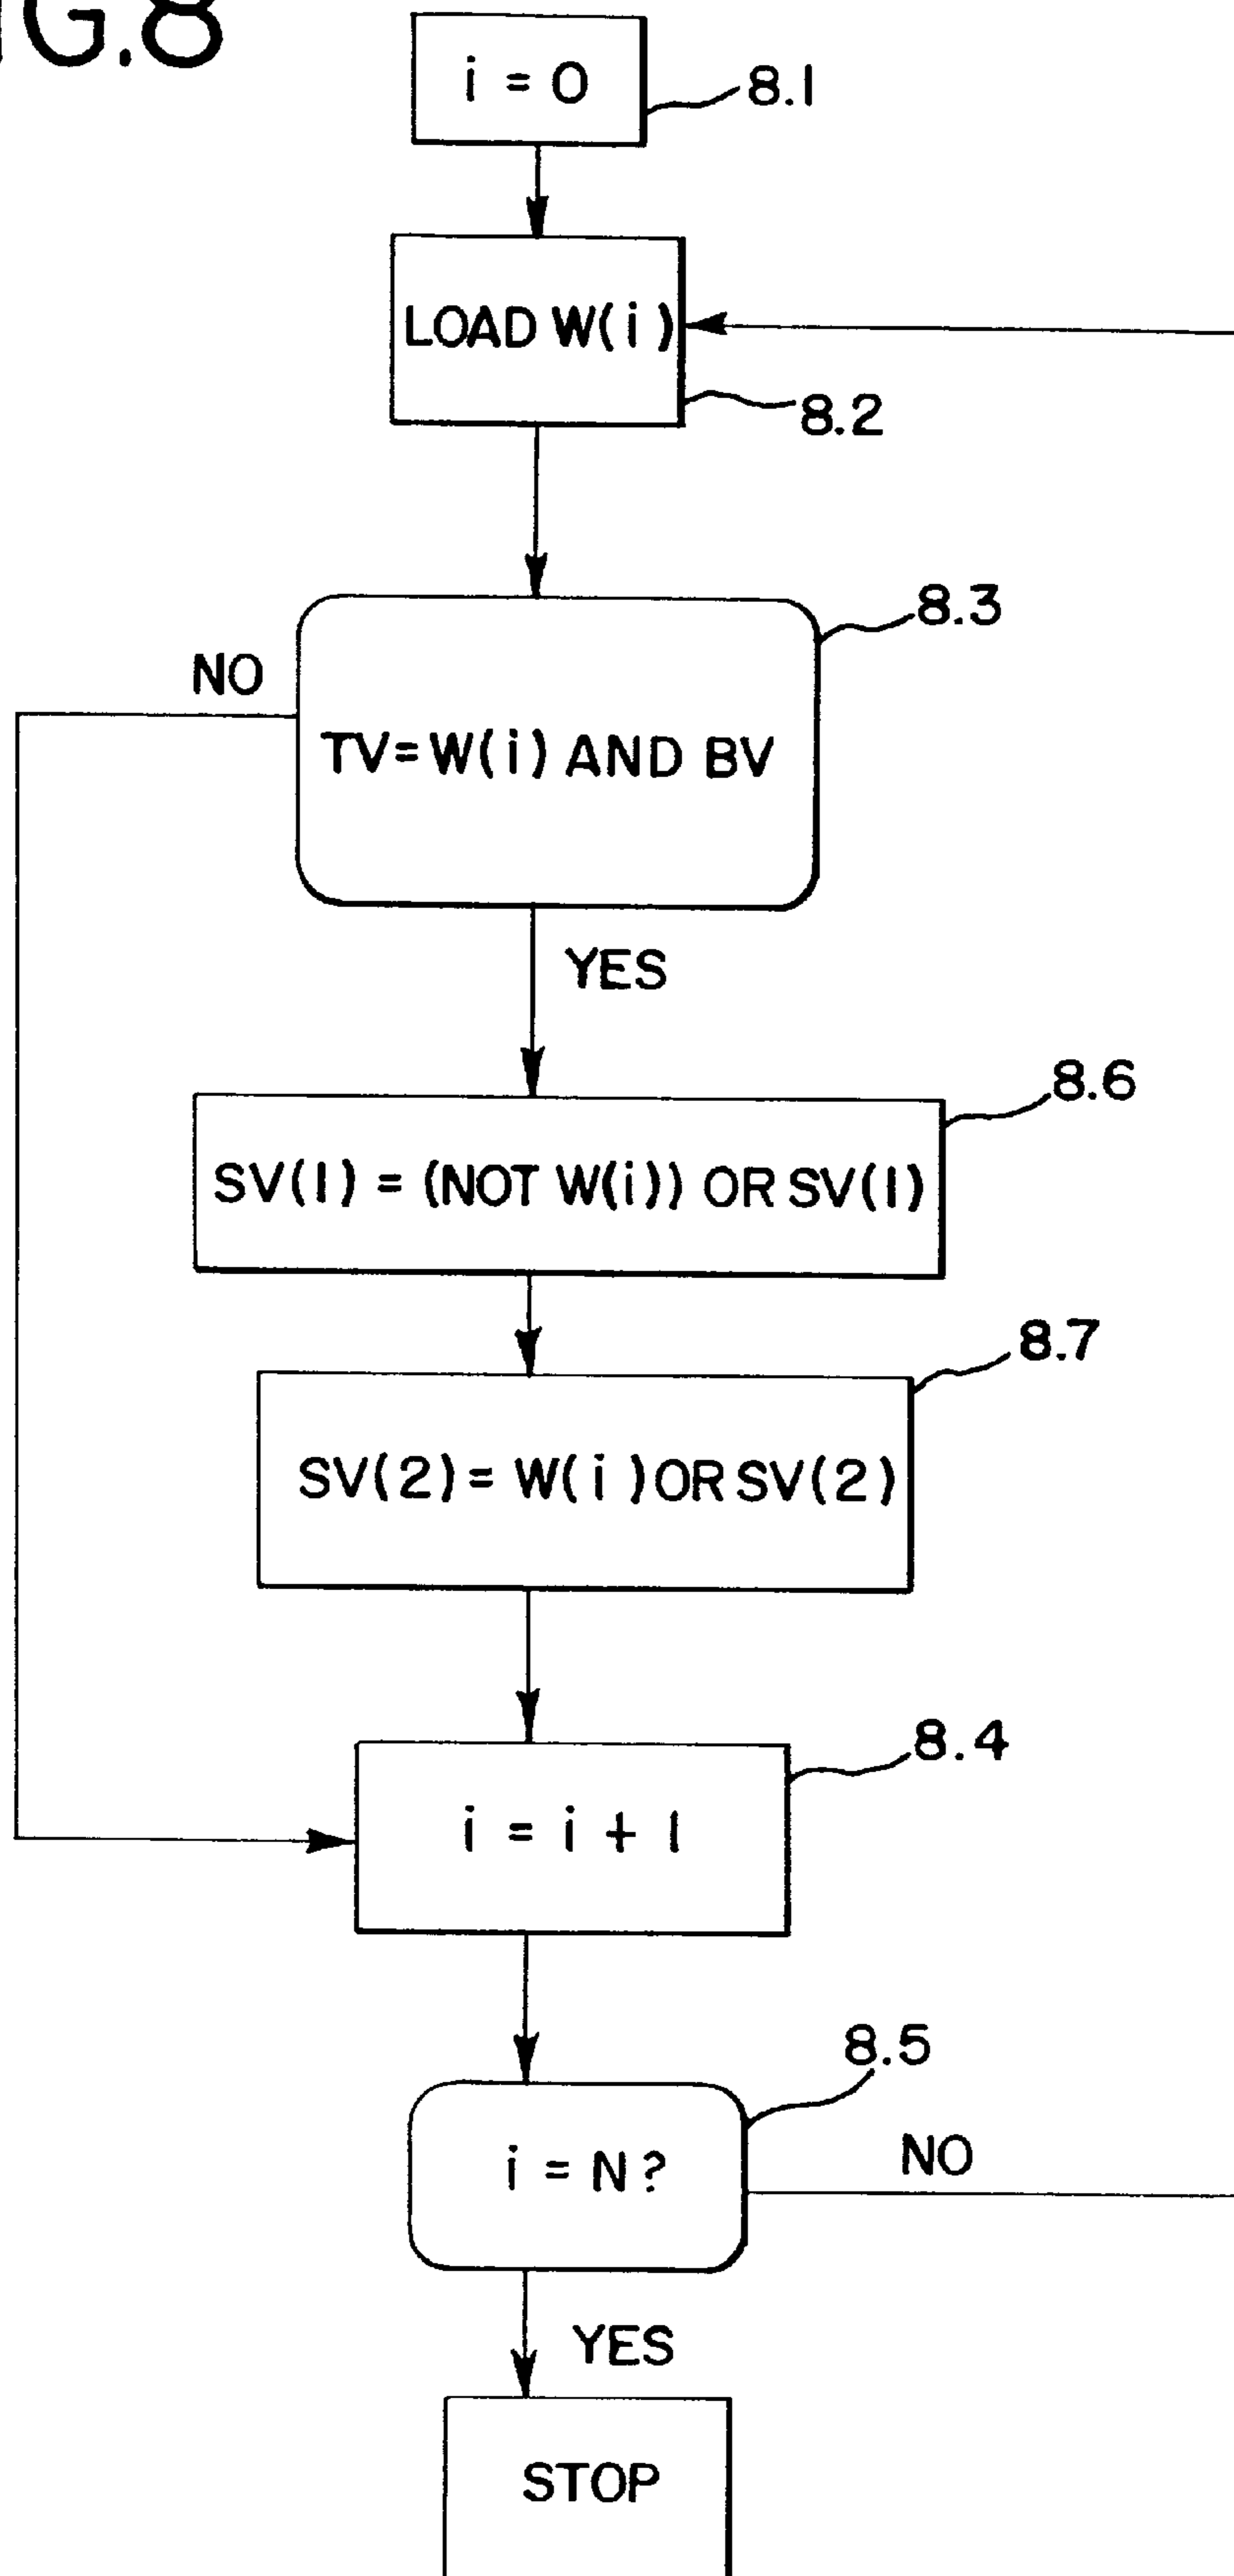 G.8
i = 0
8.1
LOAD W(i)
8.2
8.3
NO
TV=W(i) AND BV
YES
8.6
SV(1) = (NOT W(i)) OR SV(1)
8.7
SV(2) = W(i) OR SV(2)
8.4
i = i + 1
8.5
i = N?
NO
YES
STOP